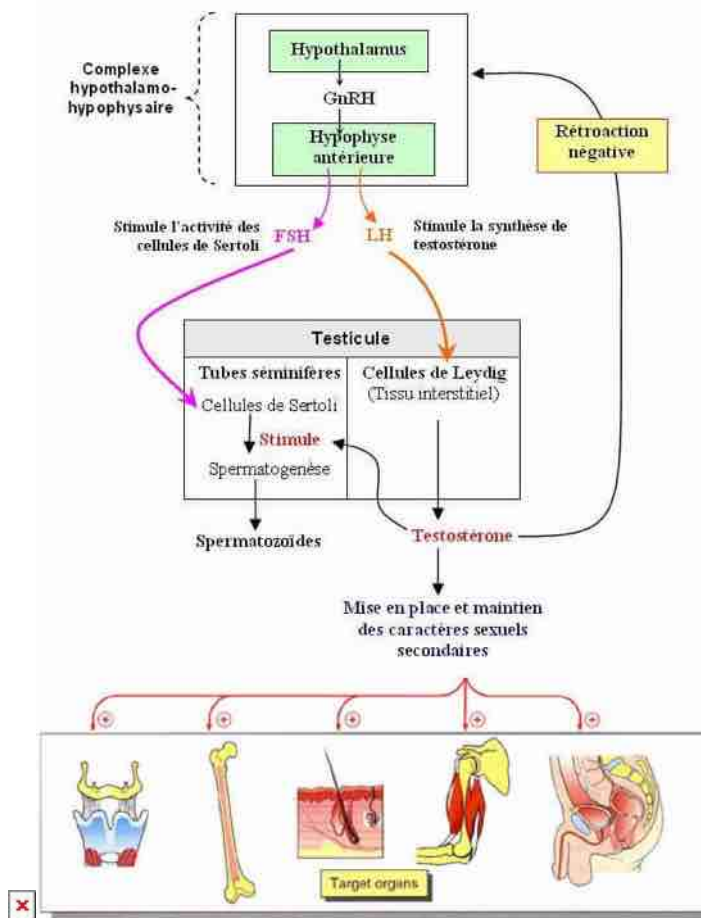 Hypothalamus
Complexe
hypothalamo-
hypophysaire
GnRH
Hypophyse
antérieure
Rétroaction
négative
Stimule l'activité des
cellules de Sertoli
FSH
LH
Stimule la synthèse de
testostérone
Testicule
Tubes séminifères
Cellules de Sertoli
Stimule
Spermatogenèse
Cellules de Leydig
(Tissu interstitiel)
Spermatozoïdes
Testostérone
Mise en place et maintien
des caractères sexuels
secondaires
+ + + + +
Target organs